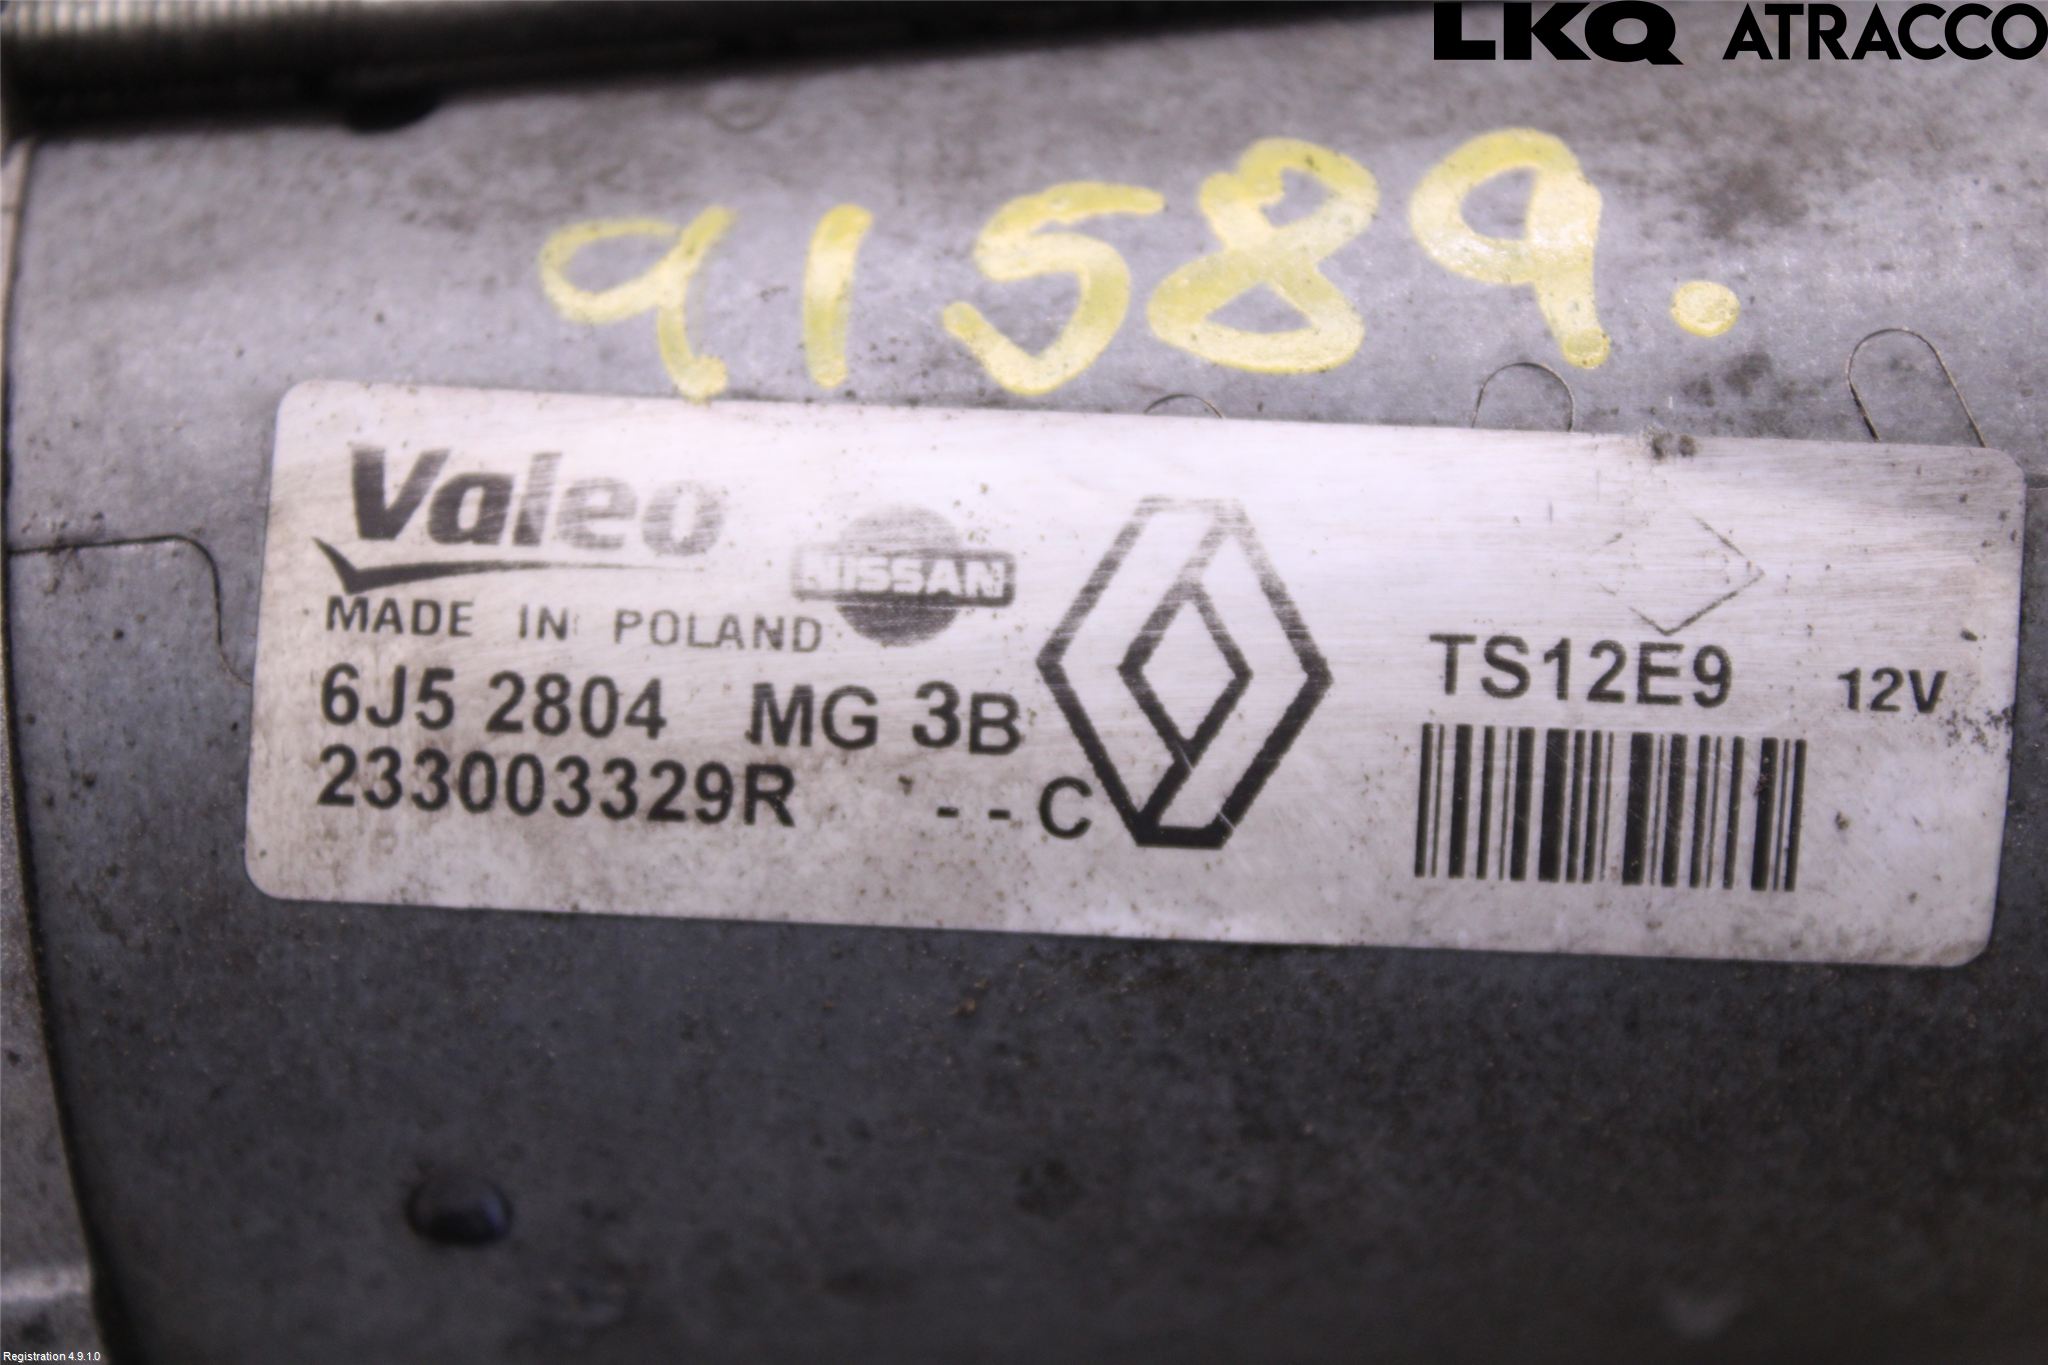 LKQ ATRACCO
91589.
Valeo
NISSAN
MADE IN POLAND
TS12E9 12V
6J5 2804 MG 3B
233003329R --C
Registration 4.9.1.0